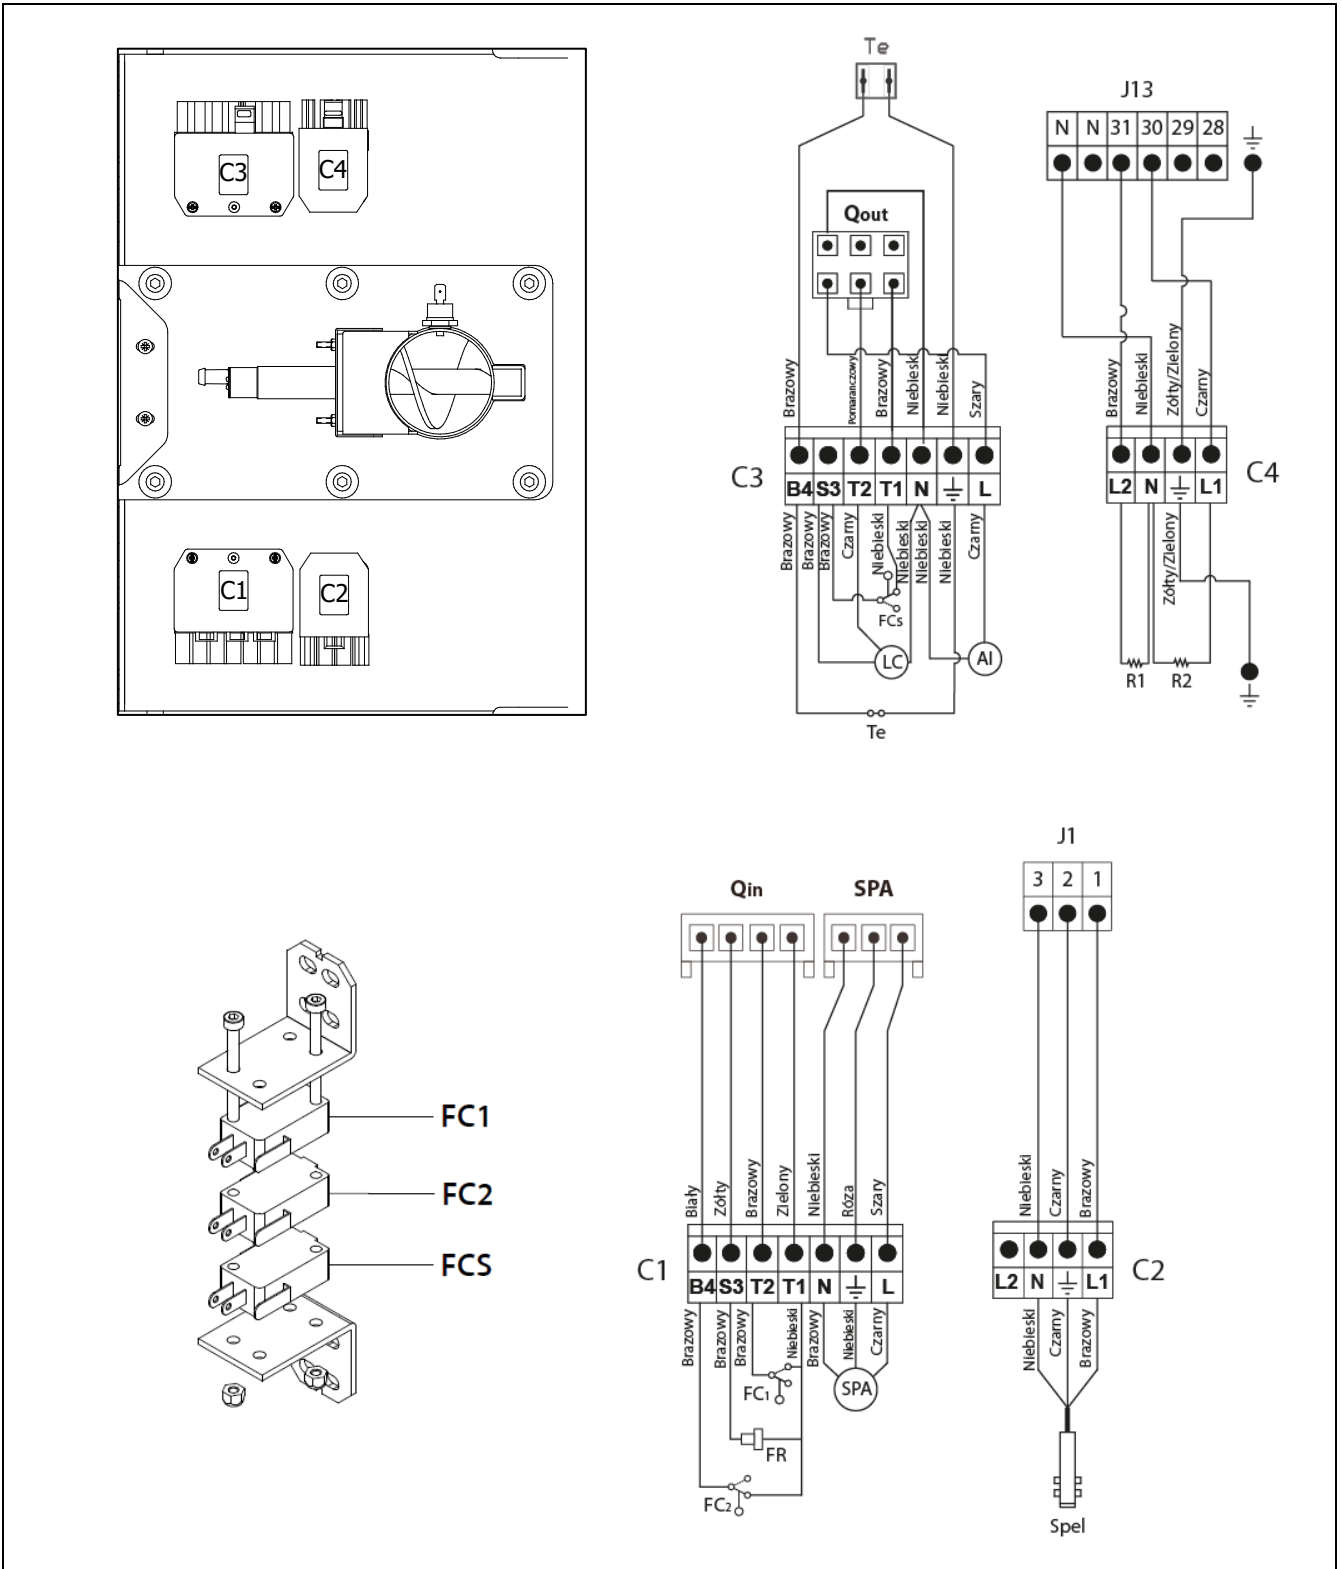 C3
C4
C1
C2
Te
Qout
Brazowy
Pomaranczowy
Brazowy
Niebieski
Niebieski
Szary
C3
B4 S3 T2 T1 N L
Brazowy
Brazowy
Brazowy
Czarny
Niebieski
Niebieski
Niebieski
Niebieski
Czarny
FCs
LC
AI
Te
J13
N N 31 30 29 28
Brazowy
Niebieski
Zółty/Zielony
Czarny
L2 N L1
C4
Zółty/Zielony
R1 R2
FC1
FC2
FCS
Qin
SPA
Biały
Zółty
Brazowy
Zielony
Niebieski
Róza
Szary
C1
B4 S3 T2 T1 N L
Brazowy
Brazowy
Brazowy
Niebieski
Brazowy
Niebieski
Czarny
FC1
SPA
FR
FC2
J1
3 2 1
Niebieski
Czarny
Brazowy
L2 N L1
C2
Niebieski
Czarny
Brazowy
Spel